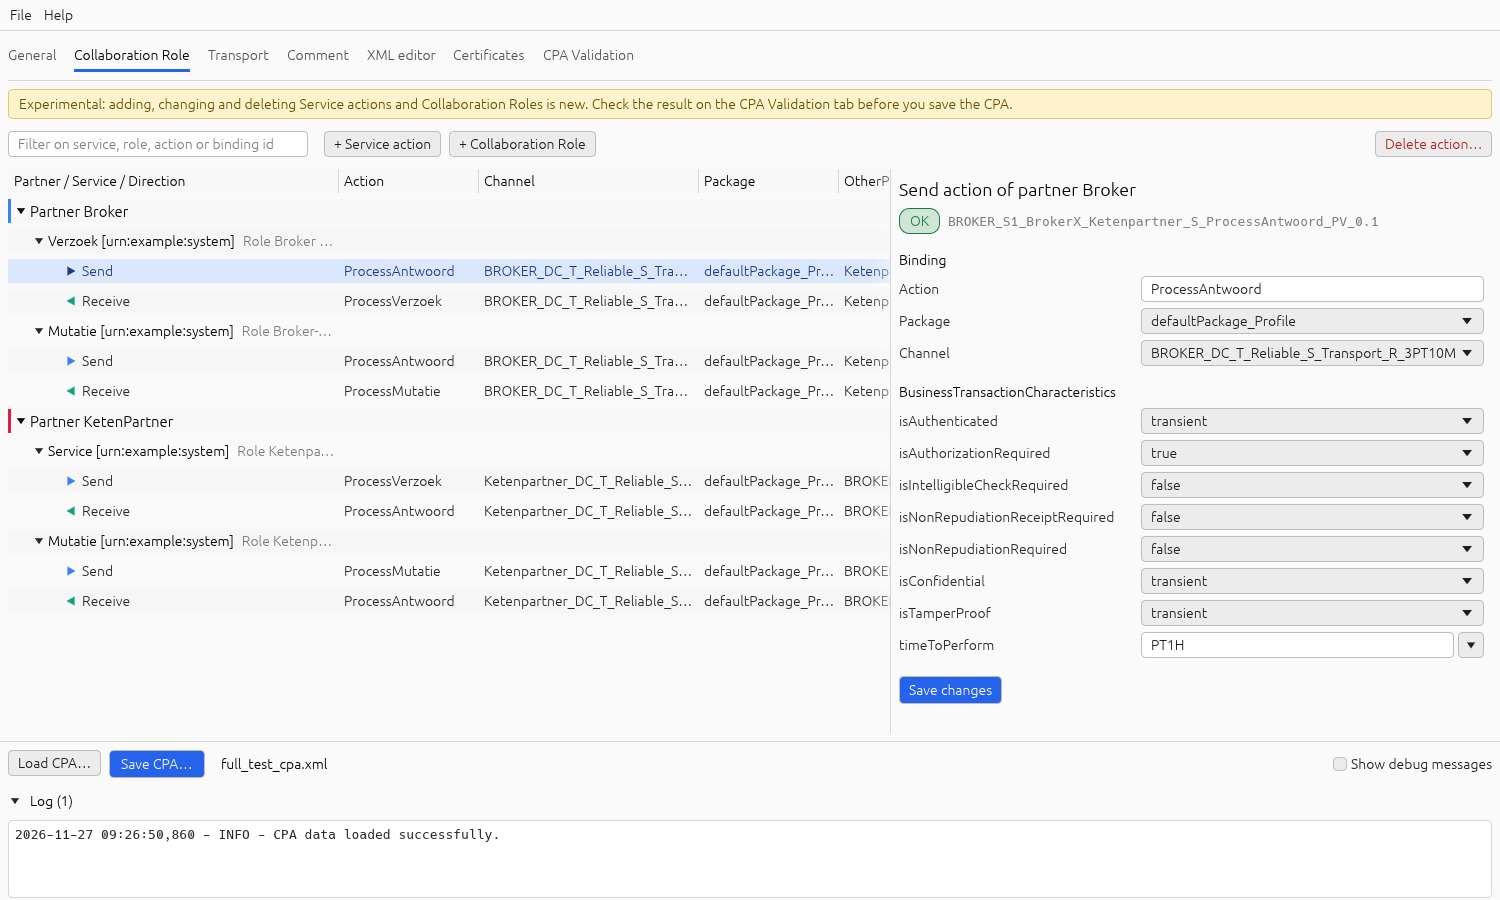 File Help
General Collaboration Role Transport Comment XML editor Certificates CPA Validation
Experimental: adding, changing and deleting Service actions and Collaboration Roles is new. Check the result on the CPA Validation tab before you save the CPA.
Filter on service, role, action or binding id + Service action + Collaboration Role Delete action...
Partner / Service / Direction Action Channel Package OtherP
Partner Broker
Verzoek [urn:example:system] Role Broker ...
Send ProcessAntwoord BROKER_DC_T_Reliable_S_Tra... defaultPackage_Pr... Ketenp
Receive ProcessVerzoek BROKER_DC_T_Reliable_S_Tra... defaultPackage_Pr... Ketenp
Mutatie [urn:example:system] Role Broker-...
Send ProcessAntwoord BROKER_DC_T_Reliable_S_Tra... defaultPackage_Pr... Ketenp
Receive ProcessMutatie BROKER_DC_T_Reliable_S_Tra... defaultPackage_Pr... Ketenp
Partner KetenPartner
Service [urn:example:system] Role Ketenpa...
Send ProcessVerzoek Ketenpartner_DC_T_Reliable_S... defaultPackage_Pr... BROKE
Receive ProcessAntwoord Ketenpartner_DC_T_Reliable_S... defaultPackage_Pr... BROKE
Mutatie [urn:example:system] Role Ketenp...
Send ProcessMutatie Ketenpartner_DC_T_Reliable_S... defaultPackage_Pr... BROKE
Receive ProcessAntwoord Ketenpartner_DC_T_Reliable_S... defaultPackage_Pr... BROKE
Send action of partner Broker
OK BROKER_S1_BrokerX_Ketenpartner_S_ProcessAntwoord_PV_0.1
Binding
Action ProcessAntwoord
Package defaultPackage_Profile
Channel BROKER_DC_T_Reliable_S_Transport_R_3PT10M
BusinessTransactionCharacteristics
isAuthenticated transient
isAuthorizationRequired true
isIntelligibleCheckRequired false
isNonRepudiationReceiptRequired false
isNonRepudiationRequired false
isConfidential transient
isTamperProof transient
timeToPerform PT1H
Save changes
Load CPA... Save CPA... full_test_cpa.xml Show debug messages
Log (1)
2026-11-27 09:26:50,860 - INFO - CPA data loaded successfully.